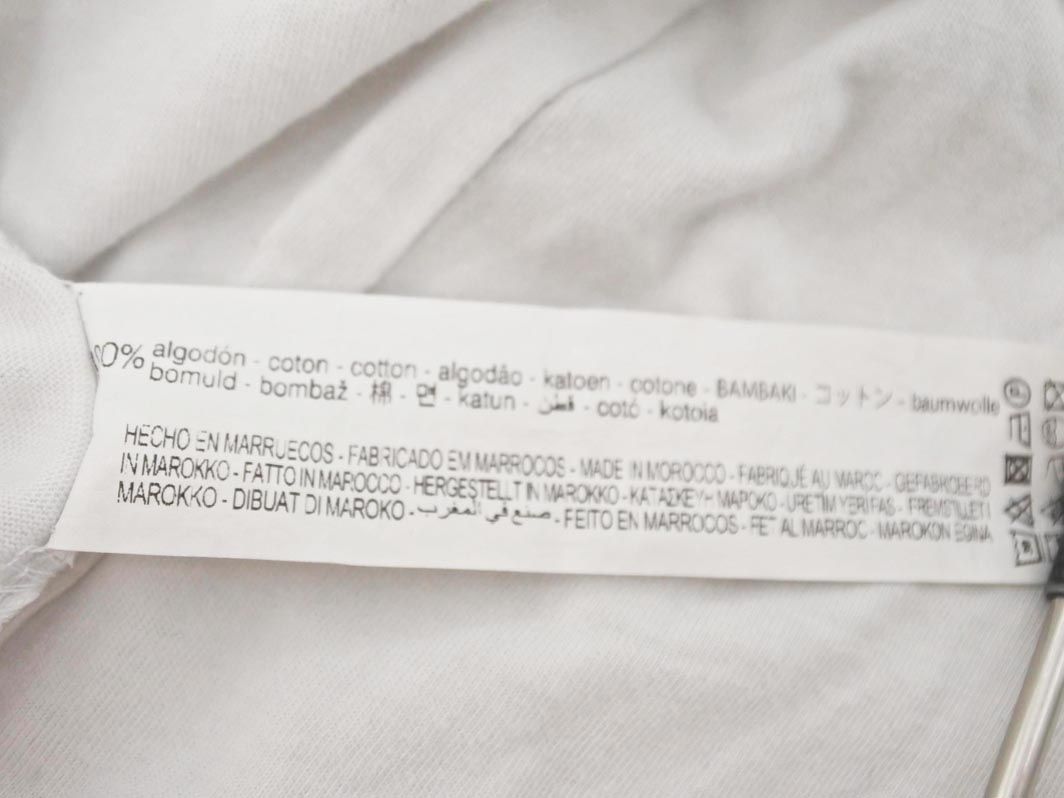 0% algodón - coton - cotton - algodão - katoen - cotone - BAMBAKI - コットン - baumwolle
bomuld - bombaž - 棉 - 면 - katun - قطن - cotó - kotoia
HECHO EN MARRUECOS - FABRICADO EM MARROCOS - MADE IN MOROCCO - FABRIQUÉ AU MAROC - GEFABRICEERD
IN MAROKKO - FATTO IN MAROCCO - HERGESTELLT IN MAROKKO - ΚΑΤΑΣΚΕΥΗ ΜΑΡΟΚΟ - URETIM YERI FAS - FREMSTILLET I
MAROKKO - DIBUAT DI MAROKO - صنع في المغرب - FEITO EN MARROCOS - FET AL MARROC - MAROKON EGINA